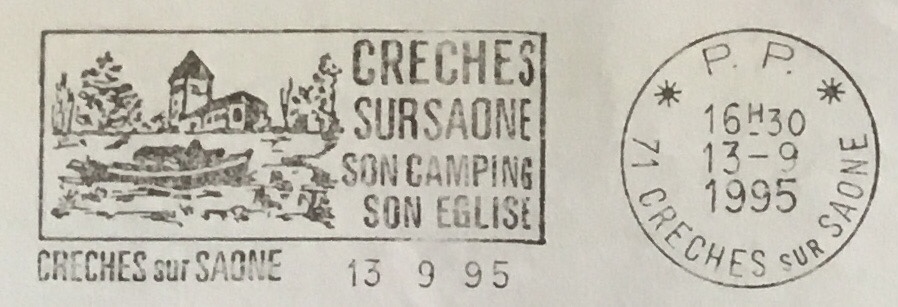 CRECHES
SURSAONE
SON CAMPING
SON EGLISE
CRECHES sur SAONE 13 9 95
P. P.
16H30
13-9
1995
71 CRECHES SUR SAONE